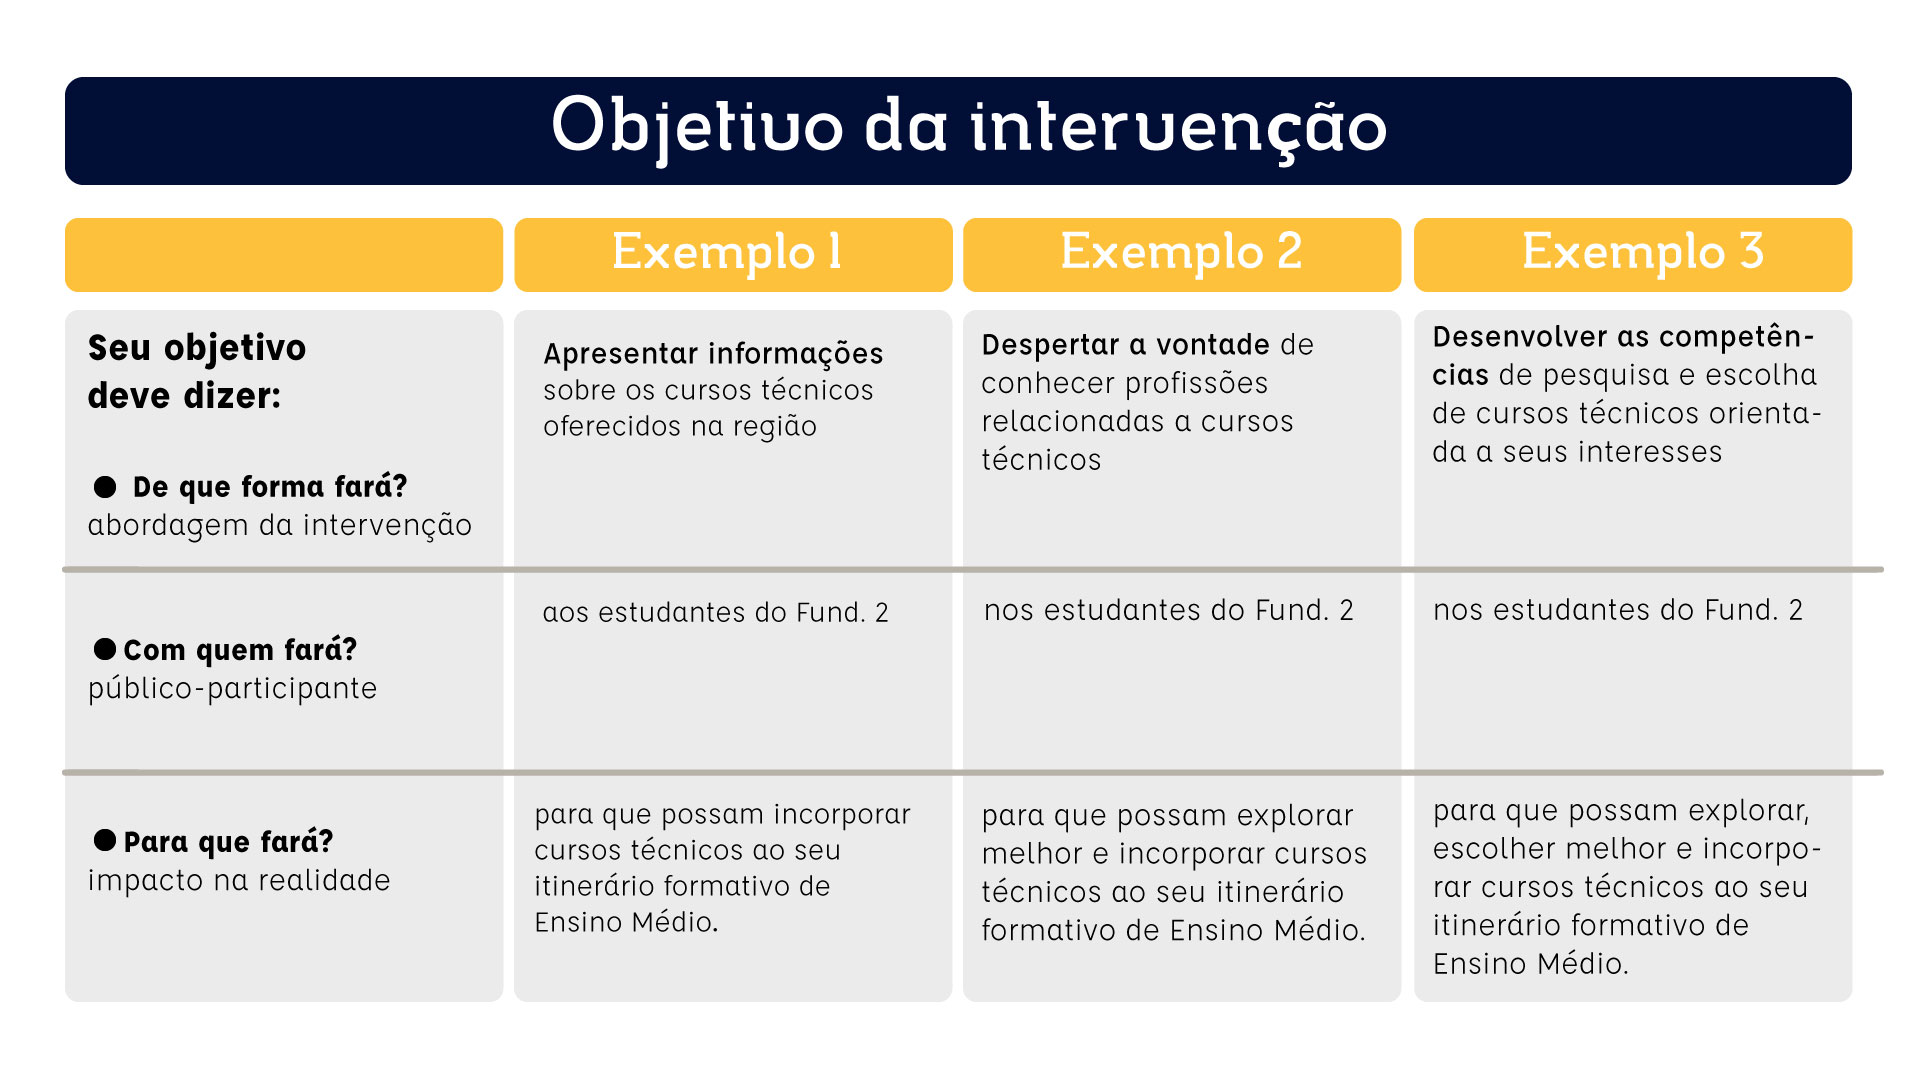 Objetivo da intervenção
Exemplo 1
Exemplo 2
Exemplo 3
Seu objetivo
deve dizer:
● De que forma fará?
abordagem da intervenção
Apresentar informações
sobre os cursos técnicos
oferecidos na região
Despertar a vontade de
conhecer profissões
relacionadas a cursos
técnicos
Desenvolver as competên-
cias de pesquisa e escolha
de cursos técnicos orienta-
da a seus interesses
● Com quem fará?
público-participante
aos estudantes do Fund. 2
nos estudantes do Fund. 2
nos estudantes do Fund. 2
● Para que fará?
impacto na realidade
para que possam incorporar
cursos técnicos ao seu
itinerário formativo de
Ensino Médio.
para que possam explorar
melhor e incorporar cursos
técnicos ao seu itinerário
formativo de Ensino Médio.
para que possam explorar,
escolher melhor e incorpo-
rar cursos técnicos ao seu
itinerário formativo de
Ensino Médio.